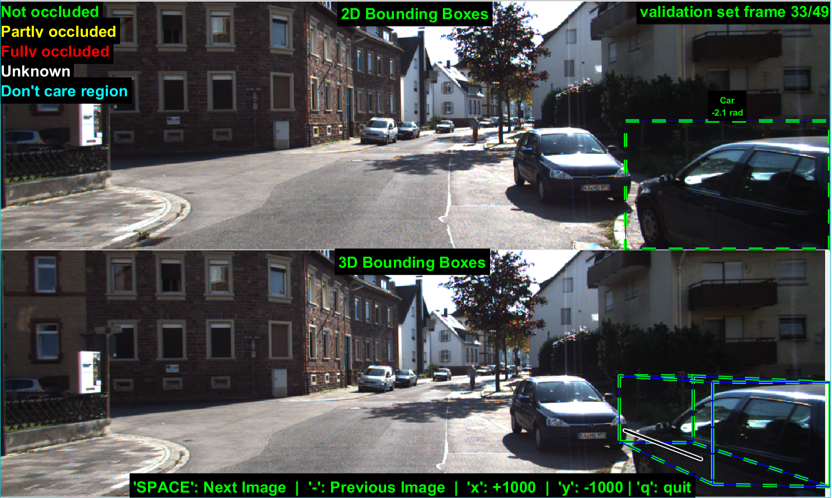 Not occluded
2D Bounding Boxes
validation set frame 33/49
Partly occluded
Fully occluded
Unknown
Don't care region
Car
-2.1 rad
3D Bounding Boxes
'SPACE': Next Image | '-': Previous Image | 'x': +1000 | 'y': -1000 | 'q': quit